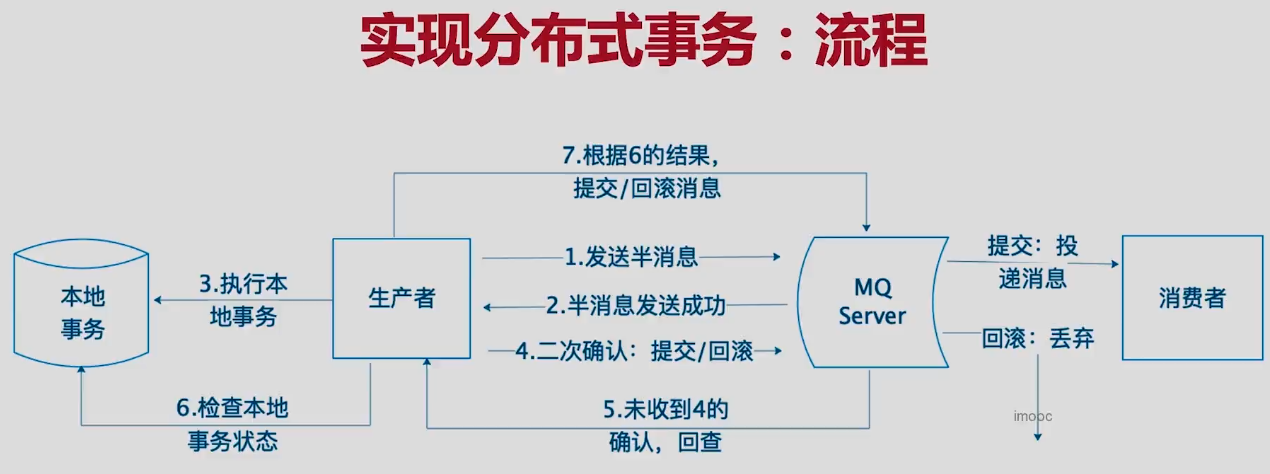 实现分布式事务：流程
7.根据6的结果，
提交/回滚消息
1.发送半消息
提交：投
递消息
3.执行本
地事务
本地
事务
生产者
2.半消息发送成功
MQ
Server
消费者
4.二次确认：提交/回滚
回滚：丢弃
6.检查本地
事务状态
5.未收到4的
确认，回查
imooc